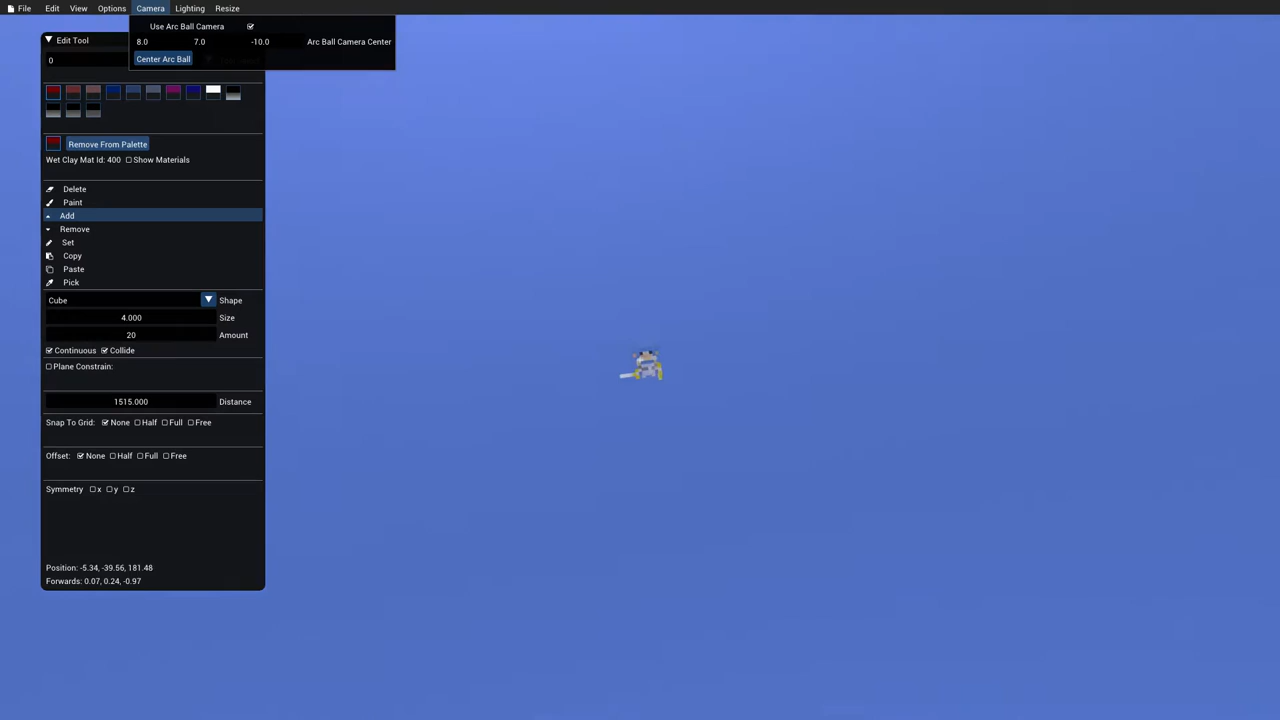 File Edit View Options Camera Lighting Resize
Use Arc Ball Camera
8.0 7.0 -10.0 Arc Ball Camera Center
Center Arc Ball
Edit Tool
0
Remove From Palette
Wet Clay Mat Id: 400 Show Materials
Delete
Paint
Add
Remove
Set
Copy
Paste
Pick
Cube Shape
4.000 Size
20 Amount
Continuous Collide
Plane Constrain:
1515.000 Distance
Snap To Grid: None Half Full Free
Offset: None Half Full Free
Symmetry x y z
Position: -5.34, -39.56, 181.48
Forwards: 0.07, 0.24, -0.97